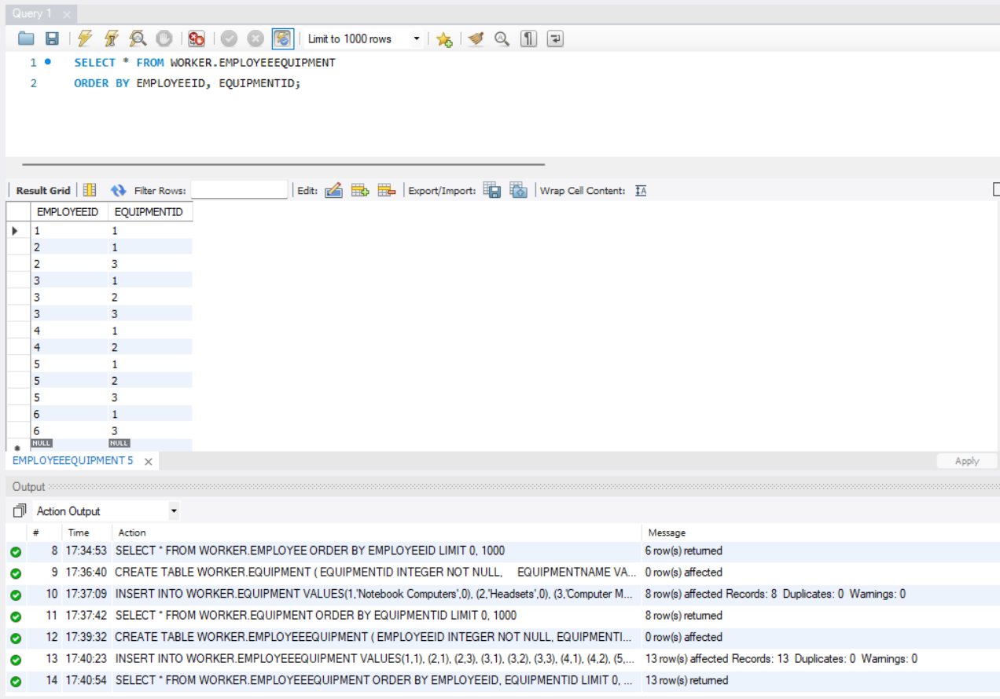 Query 1
Limit to 1000 rows
1 SELECT * FROM WORKER.EMPLOYEEEQUIPMENT
2 ORDER BY EMPLOYEEID, EQUIPMENTID;
Result Grid Filter Rows: Edit: Export/Import: Wrap Cell Content:
EMPLOYEEID EQUIPMENTID
1 1
2 1
2 3
3 1
3 2
3 3
4 1
4 2
5 1
5 2
5 3
6 1
6 3
NULL NULL
EMPLOYEEEQUIPMENT 5 Apply
Output
Action Output
# Time Action Message
8 17:34:53 SELECT * FROM WORKER.EMPLOYEE ORDER BY EMPLOYEEID LIMIT 0, 1000 6 row(s) returned
9 17:36:40 CREATE TABLE WORKER.EQUIPMENT ( EQUIPMENTID INTEGER NOT NULL, EQUIPMENTNAME VA... 0 row(s) affected
10 17:37:09 INSERT INTO WORKER.EQUIPMENT VALUES(1,'Notebook Computers',0), (2,'Headsets',0), (3,'Computer M... 8 row(s) affected Records: 8 Duplicates: 0 Warnings: 0
11 17:37:42 SELECT * FROM WORKER.EQUIPMENT ORDER BY EQUIPMENTID LIMIT 0, 1000 8 row(s) returned
12 17:39:32 CREATE TABLE WORKER.EMPLOYEEEQUIPMENT ( EMPLOYEEID INTEGER NOT NULL, EQUIPMENTI... 0 row(s) affected
13 17:40:23 INSERT INTO WORKER.EMPLOYEEEQUIPMENT VALUES(1,1), (2,1), (2,3), (3,1), (3,2), (3,3), (4,1), (4,2), (5,... 13 row(s) affected Records: 13 Duplicates: 0 Warnings: 0
14 17:40:54 SELECT * FROM WORKER.EMPLOYEEEQUIPMENT ORDER BY EMPLOYEEID, EQUIPMENTID LIMIT 0, ... 13 row(s) returned